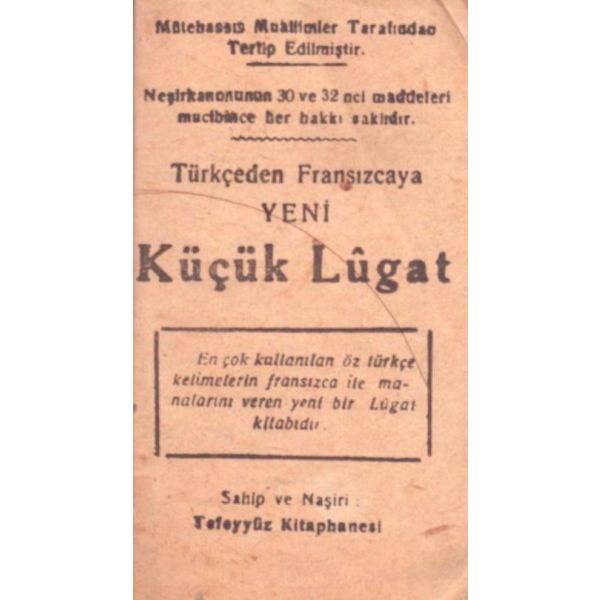 Mütehassıs Muallimler Tarafından
Tertip Edilmiştir.
Neşirkanonunun 30 ve 32 nci maddeleri
mucibince her hakkı sakirdir.
Türkçeden Fransızcaya
YENİ
Küçük Lûgat
En çok kullanılan öz türkçe
kelimelerin fransızca ile ma-
nalarını veren yeni bir Lûgat
kitabıdır.
Sahip ve Naşiri :
Tefeyyüz Kitaphanesi